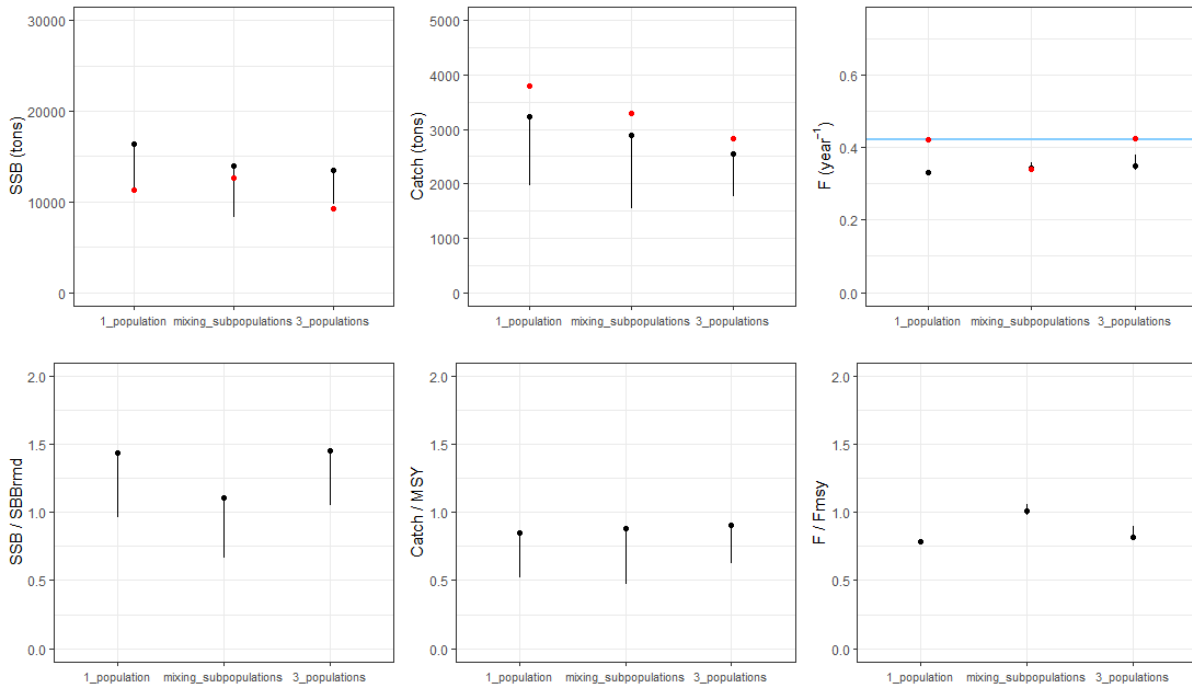 30000
20000
10000
0
SSB (tons)
1_population mixing_subpopulations 3_populations
5000
4000
3000
2000
1000
0
Catch (tons)
1_population mixing_subpopulations 3_populations
0.6
0.4
0.2
0.0
F (year⁻¹)
1_population mixing_subpopulations 3_populations
2.0
1.5
1.0
0.5
0.0
SSB / SBBrmd
1_population mixing_subpopulations 3_populations
2.0
1.5
1.0
0.5
0.0
Catch / MSY
1_population mixing_subpopulations 3_populations
2.0
1.5
1.0
0.5
0.0
F / Fmsy
1_population mixing_subpopulations 3_populations